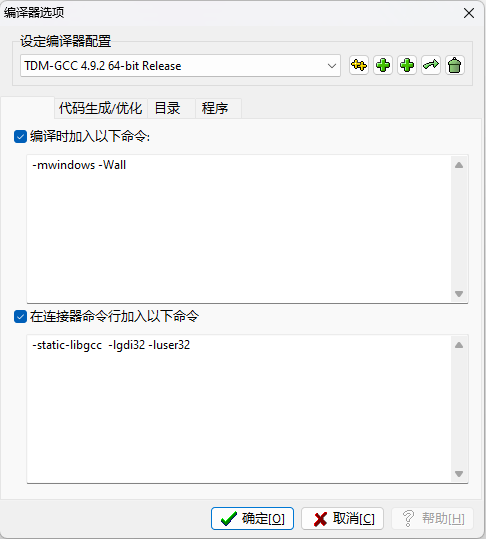 编译器选项
设定编译器配置
TDM-GCC 4.9.2 64-bit Release
代码生成/优化 目录 程序
编译时加入以下命令:
-mwindows -Wall
在连接器命令行加入以下命令
-static-libgcc  -lgdi32 -luser32
确定[O] 取消[C] 帮助[H]